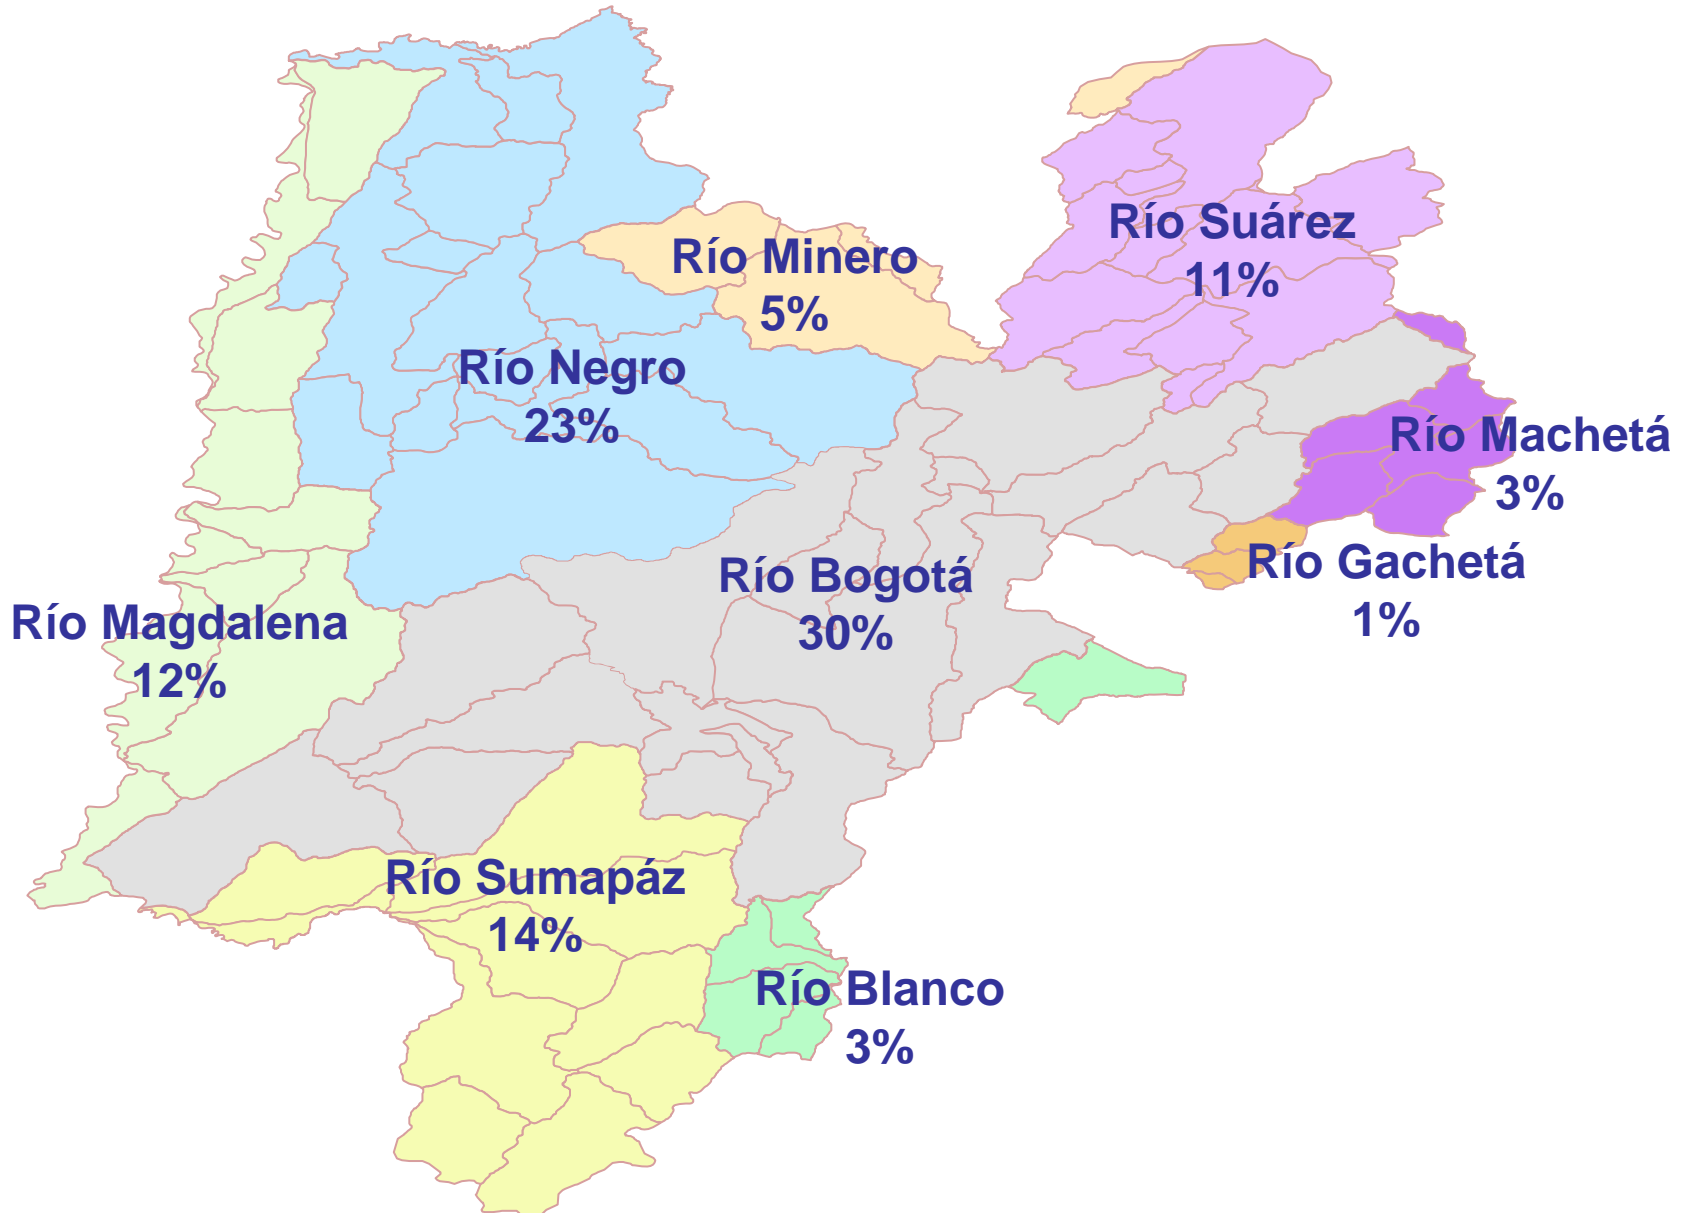 Río Suárez
11%
Río Minero
5%
Río Negro
23%
Río Machetá
3%
Río Gachetá
1%
Río Bogotá
30%
Río Magdalena
12%
Río Sumapáz
14%
Río Blanco
3%